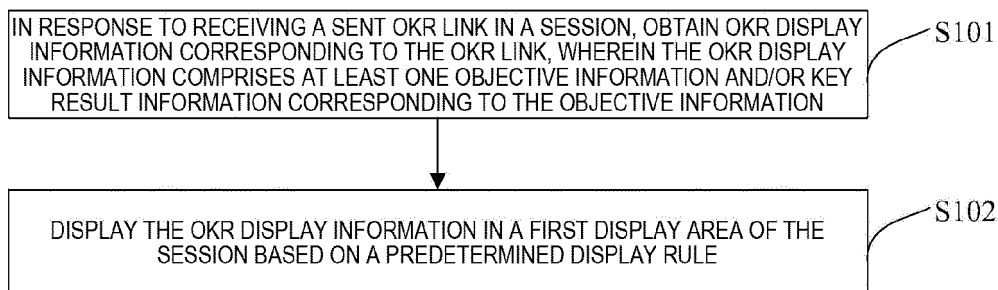 IN RESPONSE TO RECEIVING A SENT OKR LINK IN A SESSION, OBTAIN OKR DISPLAY
INFORMATION CORRESPONDING TO THE OKR LINK, WHEREIN THE OKR DISPLAY
INFORMATION COMPRISES AT LEAST ONE OBJECTIVE INFORMATION AND/OR KEY
RESULT INFORMATION CORRESPONDING TO THE OBJECTIVE INFORMATION
S101
DISPLAY THE OKR DISPLAY INFORMATION IN A FIRST DISPLAY AREA OF THE
SESSION BASED ON A PREDETERMINED DISPLAY RULE
S102